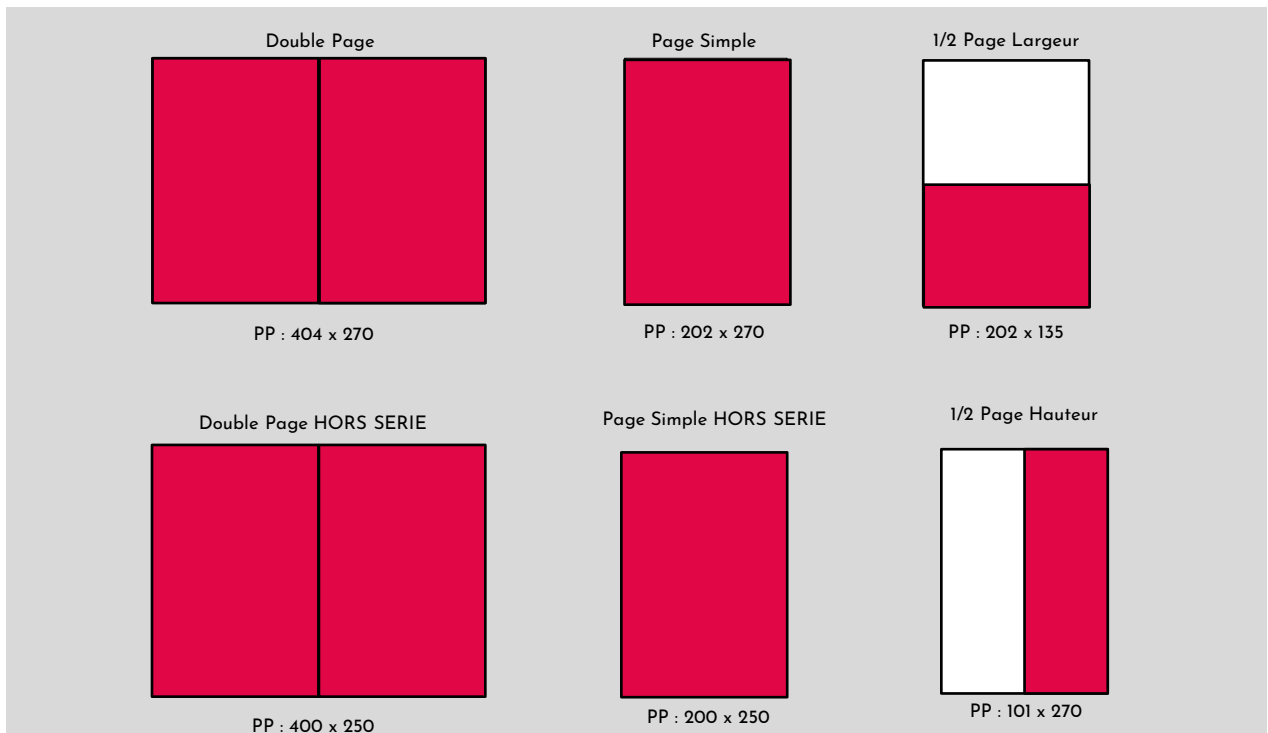 Double Page
Page Simple
1/2 Page Largeur
PP : 404 x 270
PP : 202 x 270
PP : 202 x 135
Double Page HORS SERIE
Page Simple HORS SERIE
1/2 Page Hauteur
PP : 400 x 250
PP : 200 x 250
PP : 101 x 270